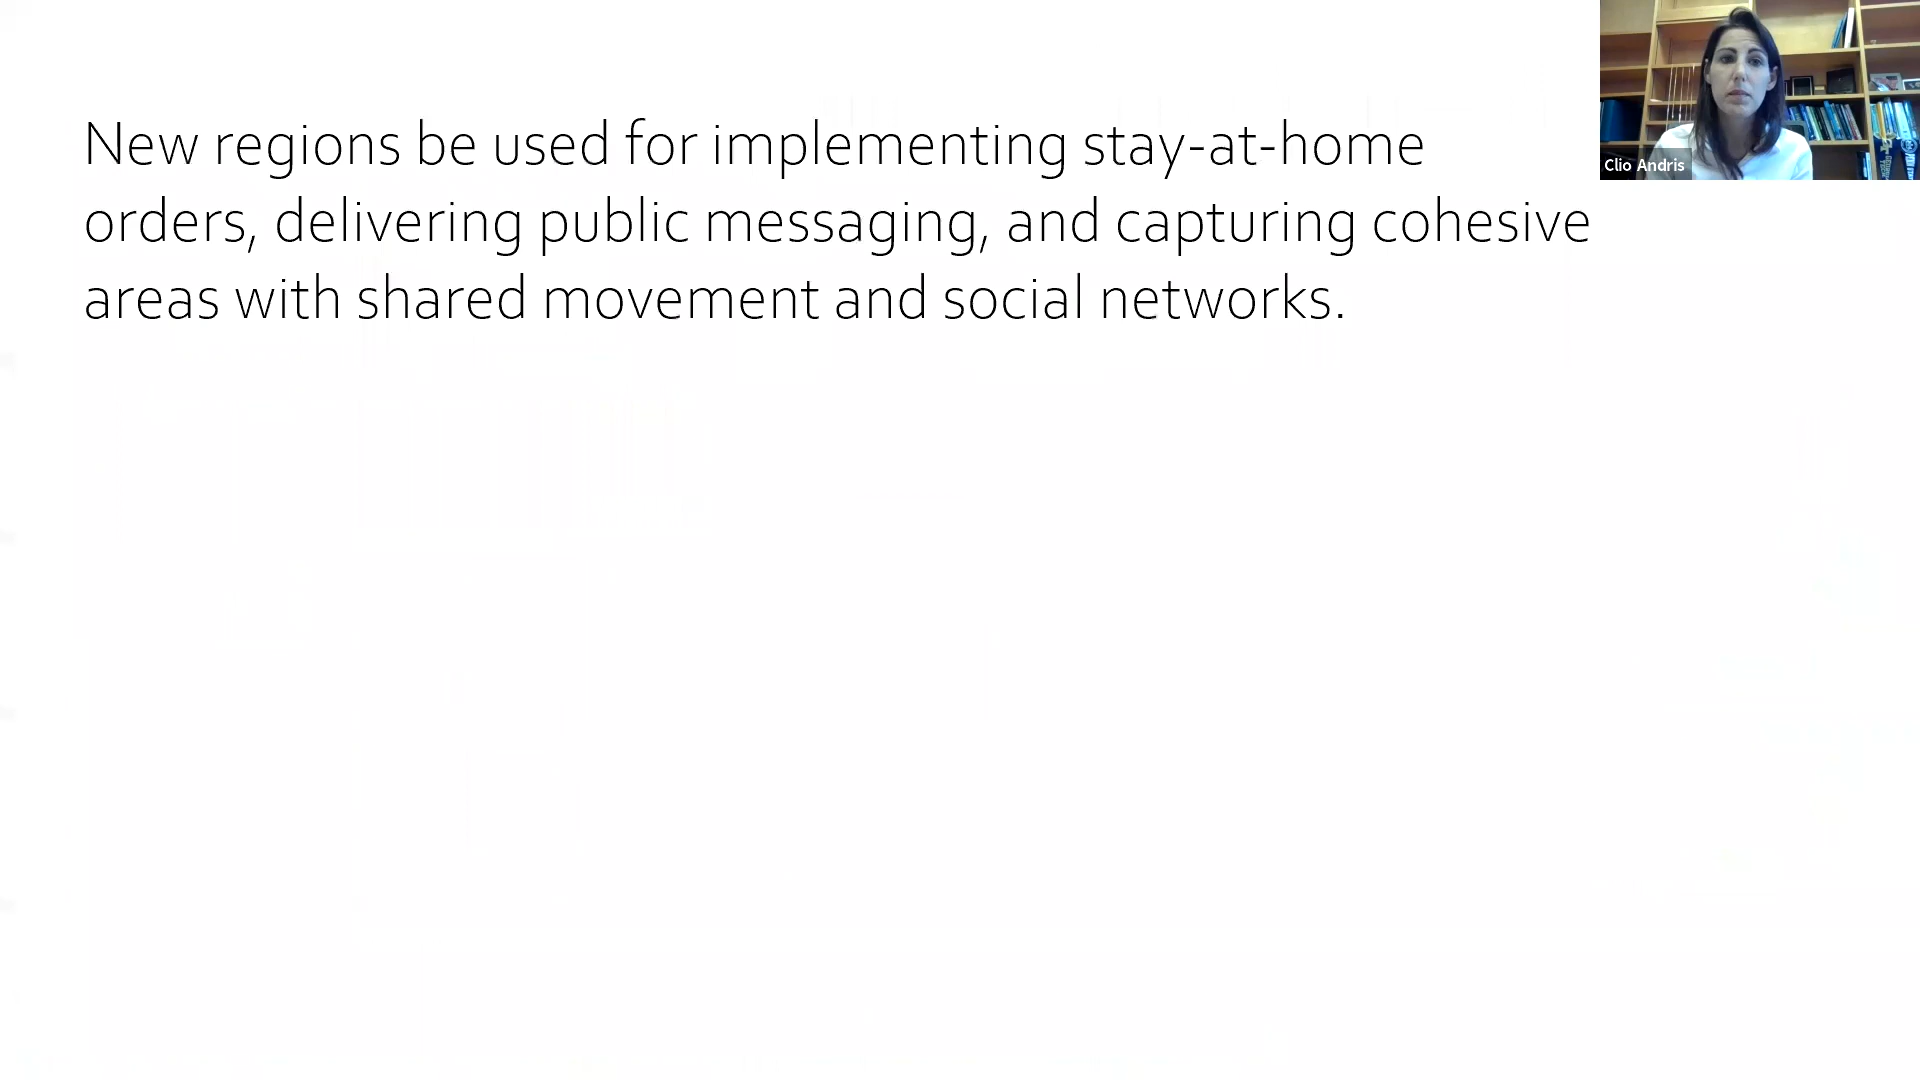 New regions be used for implementing stay-at-home
orders, delivering public messaging, and capturing cohesive
areas with shared movement and social networks.
Clio Andris